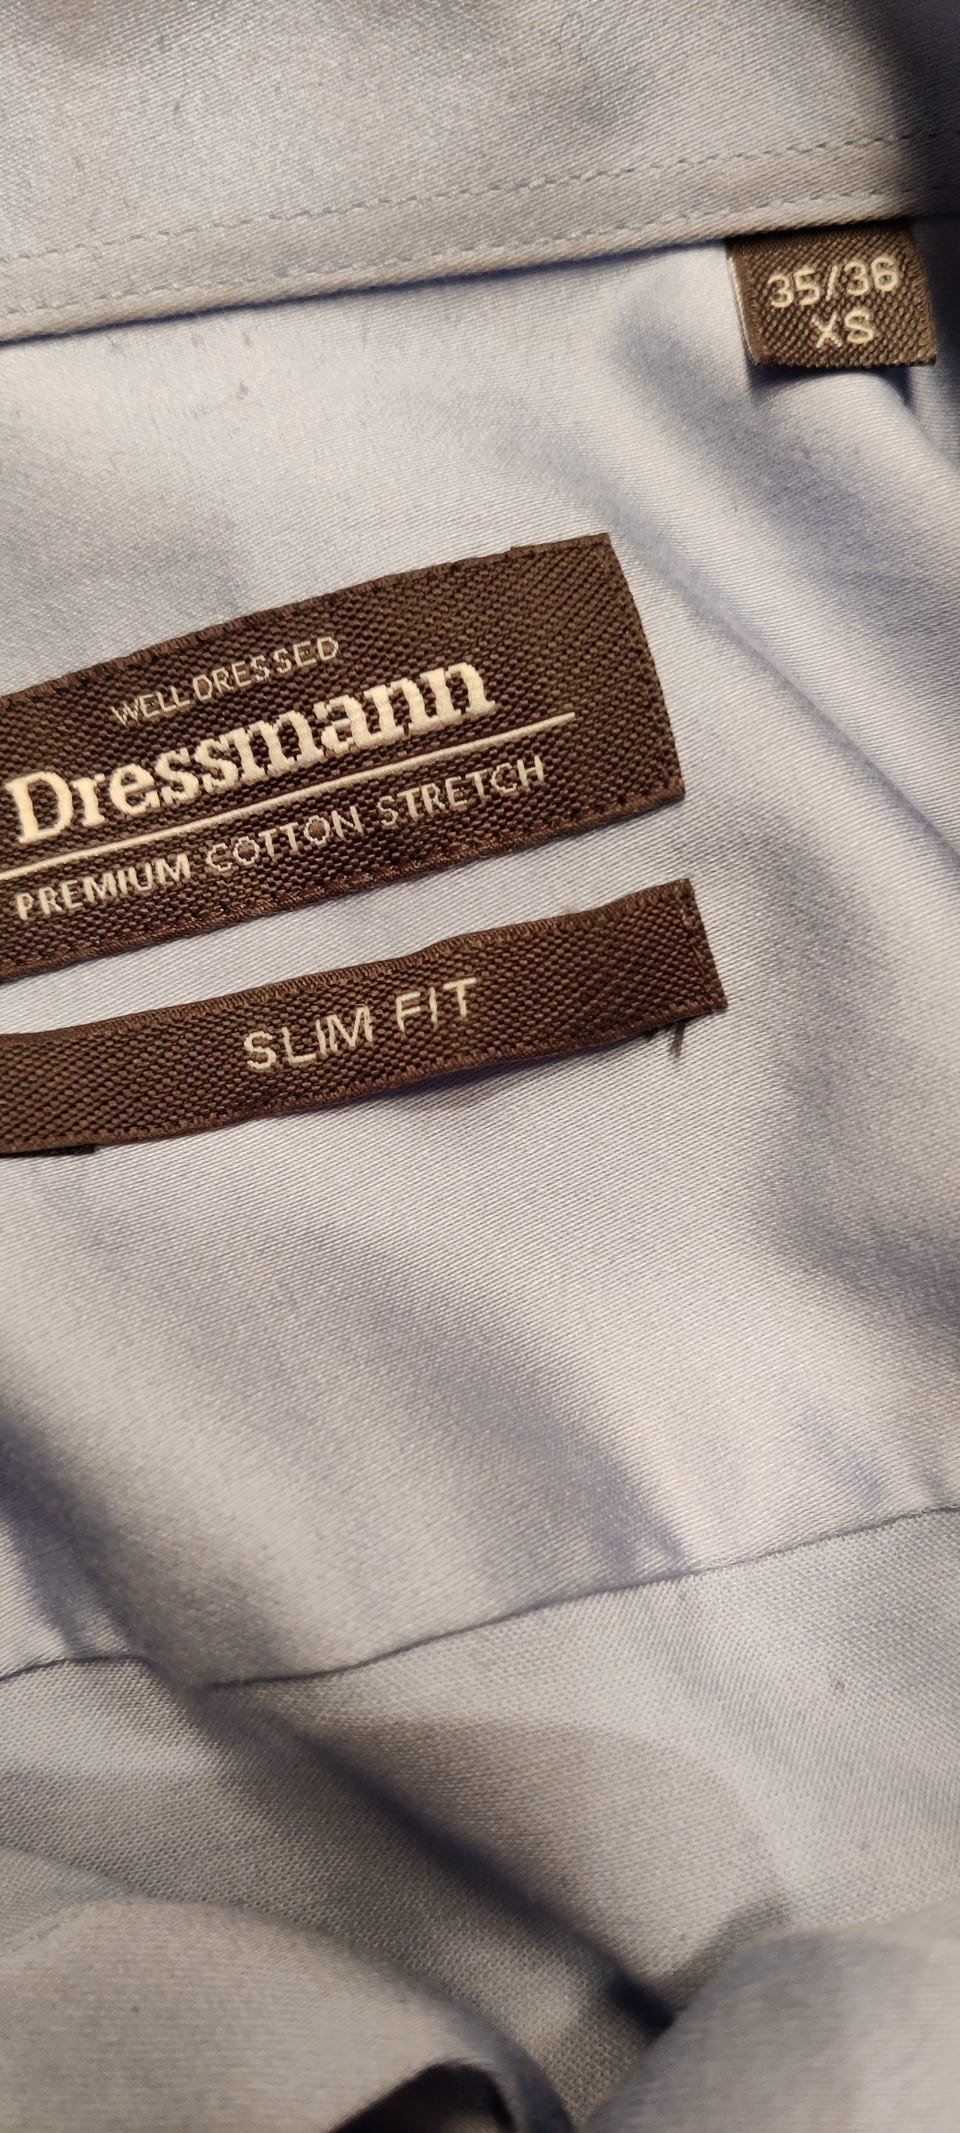 35/36
XS
WELL DRESSED
Dressmann
PREMIUM COTTON STRETCH
SLIM FIT